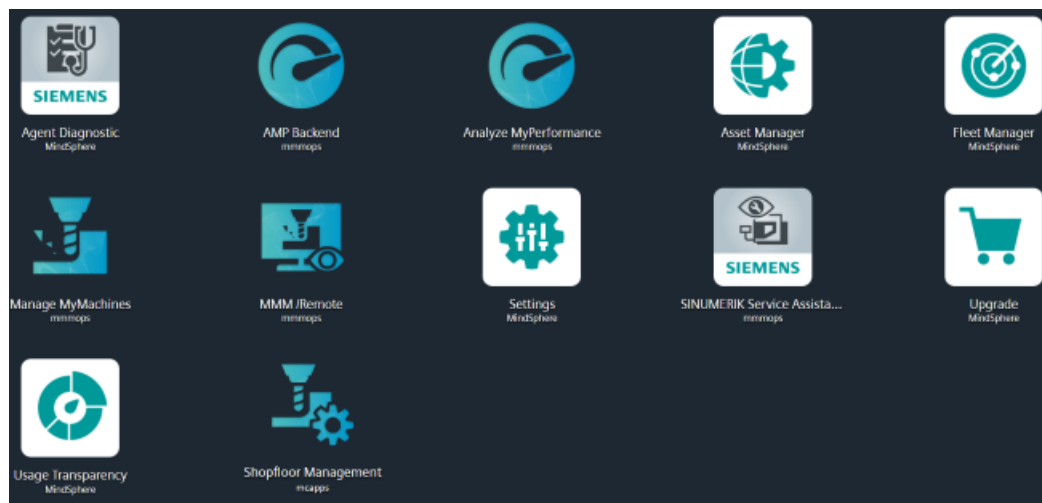 SIEMENS
Agent Diagnostic
MindSphere
AMP Backend
mmmops
Analyze MyPerformance
mmmops
Asset Manager
MindSphere
Fleet Manager
MindSphere
Manage MyMachines
mmmops
MMM /Remote
mmmops
Settings
MindSphere
SIEMENS
SINUMERIK Service Assista...
mmmops
Upgrade
MindSphere
Usage Transparency
MindSphere
Shopfloor Management
mcapps